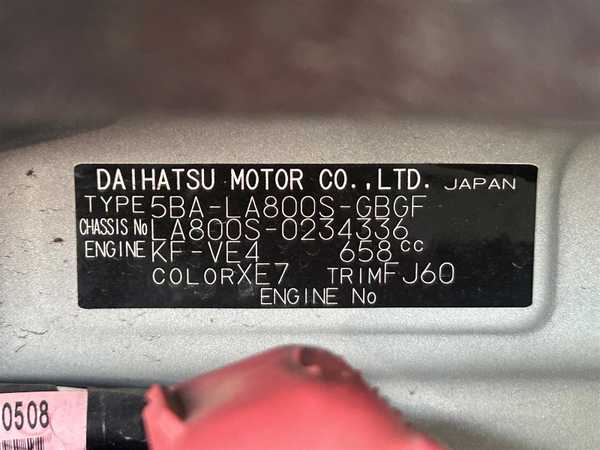 DAIHATSU MOTOR CO.,LTD. JAPAN
TYPE 5BA-LA800S-GBGF
CHASSIS No LA800S-0234336
ENGINE KF-VE4 658cc
COLOR XE7 TRIM FJ60
ENGINE No
0508